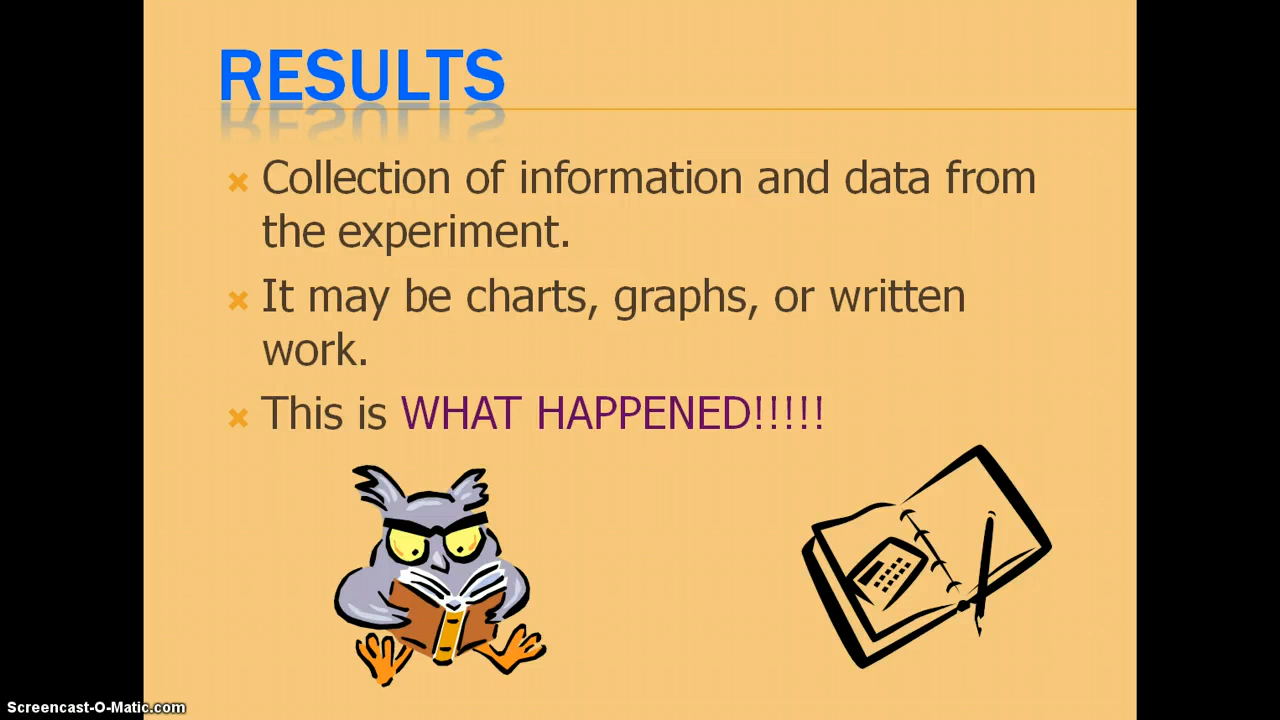 RESULTS
Collection of information and data from
the experiment.
It may be charts, graphs, or written
work.
This is WHAT HAPPENED!!!!!
Screencast-O-Matic.com